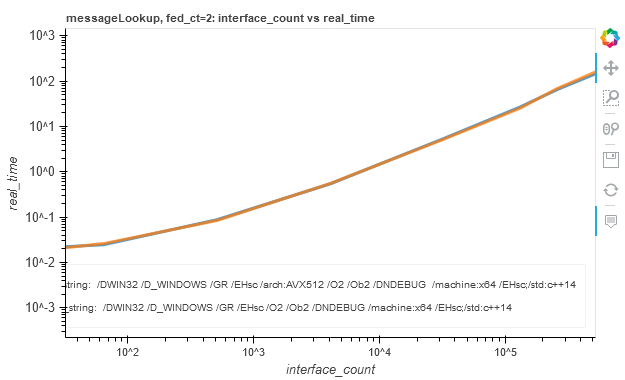 messageLookup, fed_ct=2: interface_count vs real_time
10^3
10^2
10^1
10^0
10^-1
10^-2
10^-3
real_time
string: /DWIN32 /D_WINDOWS /GR /EHsc /arch:AVX512 /O2 /Ob2 /DNDEBUG /machine:x64 /EHsc;/std:c++14
_string: /DWIN32 /D_WINDOWS /GR /EHsc /O2 /Ob2 /DNDEBUG /machine:x64 /EHsc;/std:c++14
10^2
10^3
10^4
10^5
interface_count